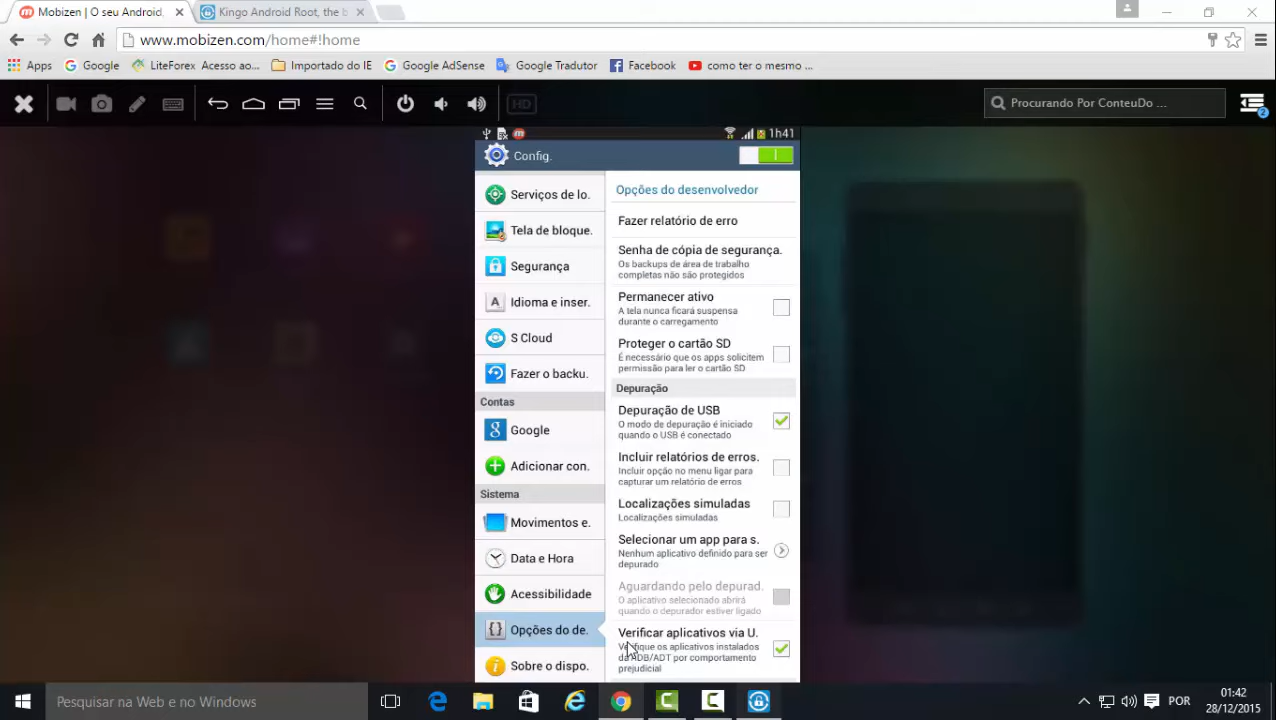 Mobizen | O seu Android,
Kingo Android Root, the b
www.mobizen.com/home#!home
Apps
Google
LiteForex Acesso ao...
Importado do IE
Google AdSense
Google Tradutor
Facebook
como ter o mesmo ...
HD
Procurando Por ConteuDo ...
2
1h41
Config.
Serviços de lo.
Tela de bloque.
Segurança
Idioma e inser.
S Cloud
Fazer o backu.
Contas
Google
Adicionar con.
Sistema
Movimentos e.
Data e Hora
Acessibilidade
Opções do de.
Sobre o dispo.
Opções do desenvolvedor
Fazer relatório de erro
Senha de cópia de segurança.
Os backups de área de trabalho
completas não são protegidos
Permanecer ativo
A tela nunca ficará suspensa
durante o carregamento
Proteger o cartão SD
É necessário que os apps solicitem
permissão para ler o cartão SD
Depuração
Depuração de USB
O modo de depuração é iniciado
quando o USB é conectado
Incluir relatórios de erros.
Incluir opção no menu ligar para
capturar um relatório de erros
Localizações simuladas
Localizações simuladas
Selecionar um app para s.
Nenhum aplicativo definido para ser
depurado
Aguardando pelo depurad.
O aplicativo selecionado abrirá
quando o depurador estiver ligado
Verificar aplicativos via U.
Verifique os aplicativos instalados
da ADB/ADT por comportamento
prejudicial
Pesquisar na Web e no Windows
POR
01:42
28/12/2015